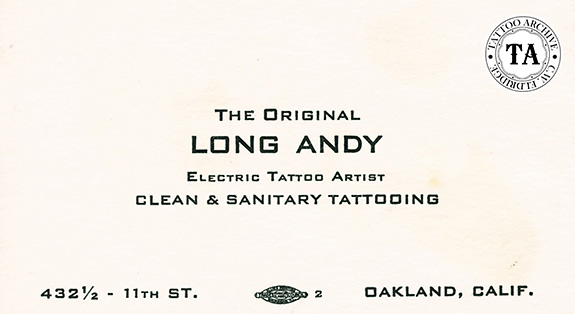 TATTOO ARCHIVE
TA
C.W. ELDRIDGE
THE ORIGINAL
LONG ANDY
ELECTRIC TATTOO ARTIST
CLEAN & SANITARY TATTOOING
432½ - 11TH ST.
2
OAKLAND, CALIF.